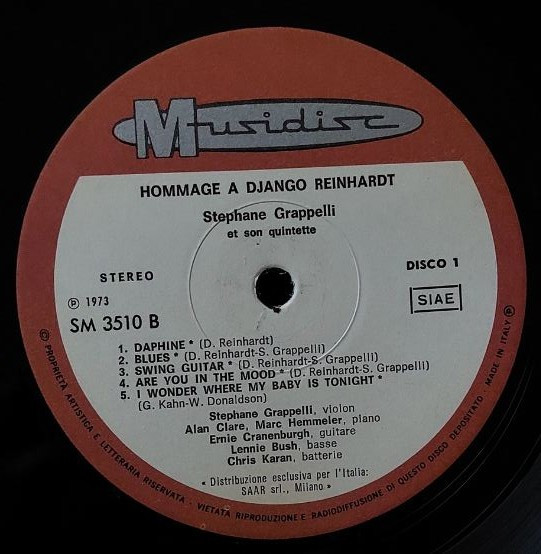 Musidisc
HOMMAGE A DJANGO REINHARDT
Stephane Grappelli
et son quintette
STEREO
DISCO 1
℗ 1973
SIAE
SM 3510 B
1. DAPHINE * (D. Reinhardt)
2. BLUES * (D. Reinhardt-S. Grappelli)
3. SWING GUITAR * (D. Reinhardt-S. Grappelli)
4. ARE YOU IN THE MOOD * (D. Reinhardt-S. Grappelli)
5. I WONDER WHERE MY BABY IS TONIGHT *
(G. Kahn-W. Donaldson)
Stephane Grappelli, violon
Alan Clare, Marc Hemmeler, piano
Ernie Cranenburgh, guitare
Lennie Bush, basse
Chris Karan, batterie
« Distribuzione esclusiva per l'Italia:
SAAR srl., Milano »
© PROPRIETÀ ARTISTICA E LETTERARIA RISERVATA - VIETATA RIPRODUZIONE E RADIODIFFUSIONE DI QUESTO DISCO DEPOSITATO - MADE IN ITALY ℗